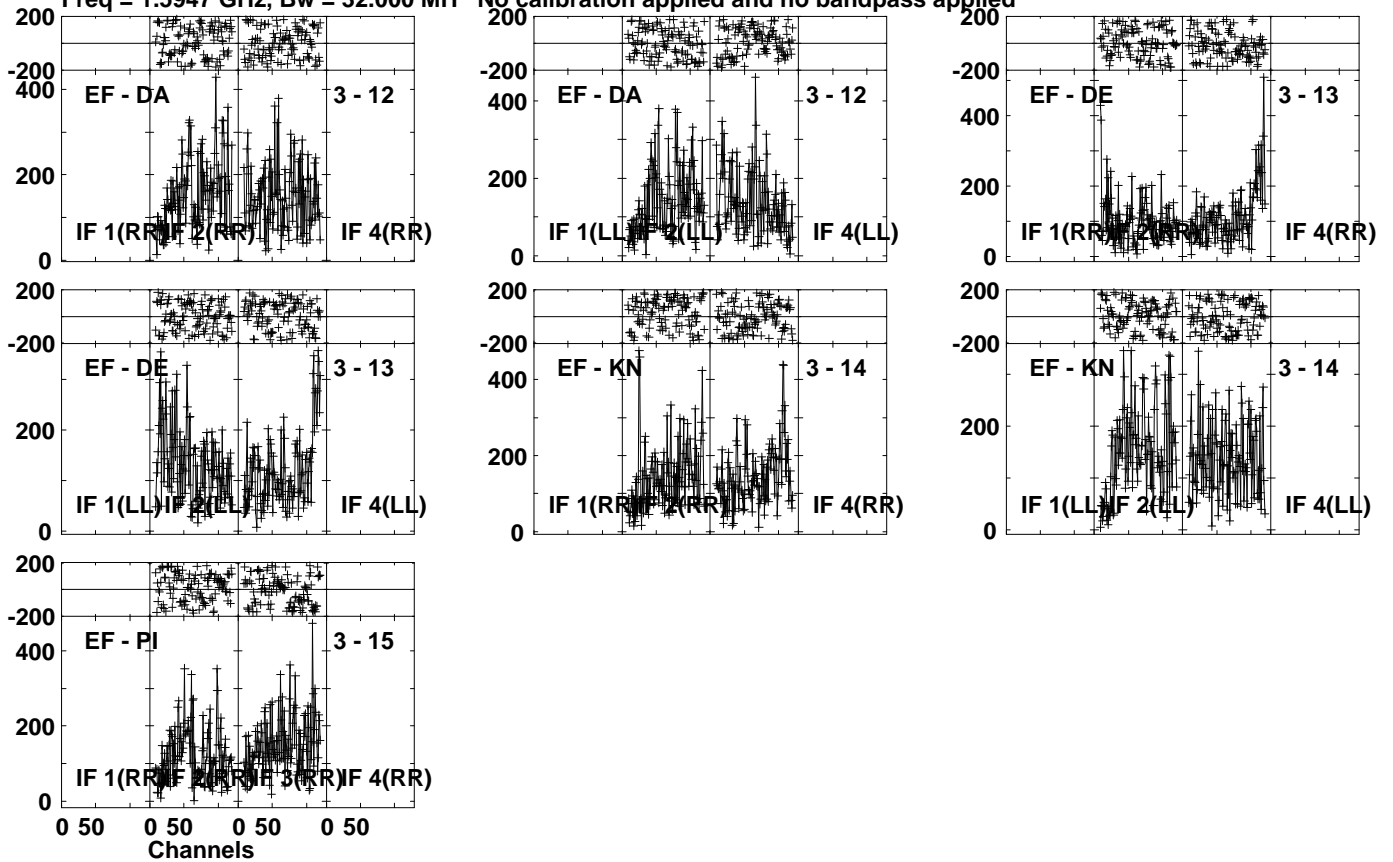 Freq = 1.5947 GHz, Bw = 32.000 MH No calibration applied and no bandpass applied
200
-200
400
200
0
EF - DA
3 - 12
IF 1(RR)
IF 2(RR)
IF 4(RR)
200
-200
400
200
0
EF - DA
3 - 12
IF 1(LL)
IF 2(LL)
IF 4(LL)
200
-200
400
200
0
EF - DE
3 - 13
IF 1(RR)
IF 2(RR)
IF 4(RR)
200
-200
200
0
EF - DE
3 - 13
IF 1(LL)
IF 2(LL)
IF 4(LL)
200
-200
400
200
0
EF - KN
3 - 14
IF 1(RR)
IF 2(RR)
IF 4(RR)
200
-200
200
0
EF - KN
3 - 14
IF 1(LL)
IF 2(LL)
IF 4(LL)
200
-200
400
200
0
EF - PI
3 - 15
IF 1(RR)
IF 2(RR)
IF 3(RR)
IF 4(RR)
0 50 0 50 0 50 0 50
Channels